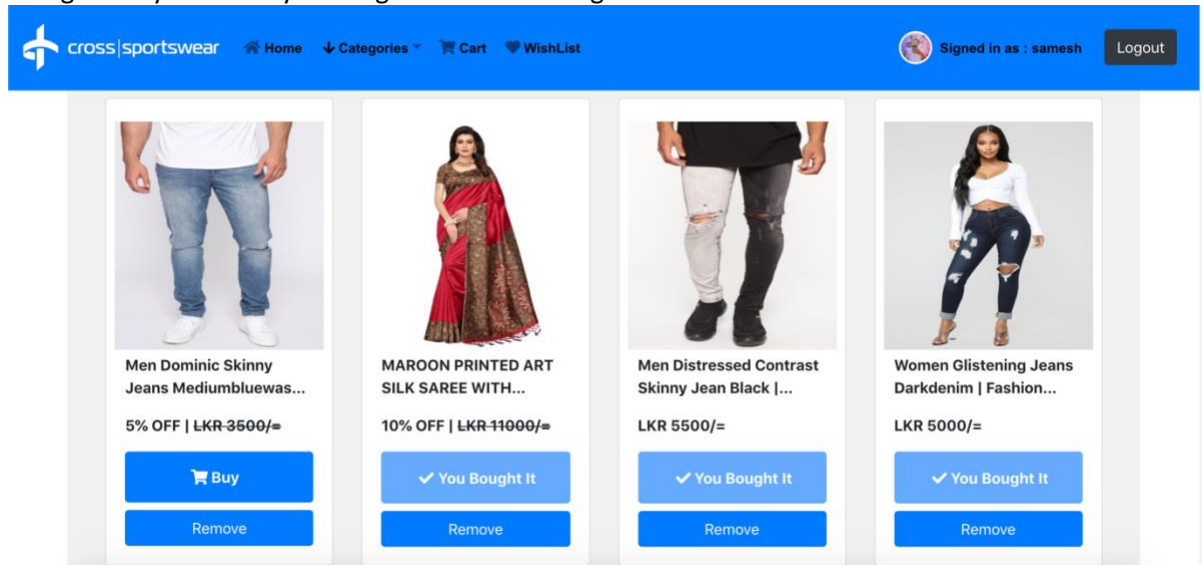 cross|sportswear Home Categories Cart WishList Signed in as : samesh Logout
Men Dominic Skinny
Jeans Mediumbluewas...
5% OFF | LKR 3500/=
Buy
Remove
MAROON PRINTED ART
SILK SAREE WITH...
10% OFF | LKR 11000/=
You Bought It
Remove
Men Distressed Contrast
Skinny Jean Black |...
LKR 5500/=
You Bought It
Remove
Women Glistening Jeans
Darkdenim | Fashion...
LKR 5000/=
You Bought It
Remove